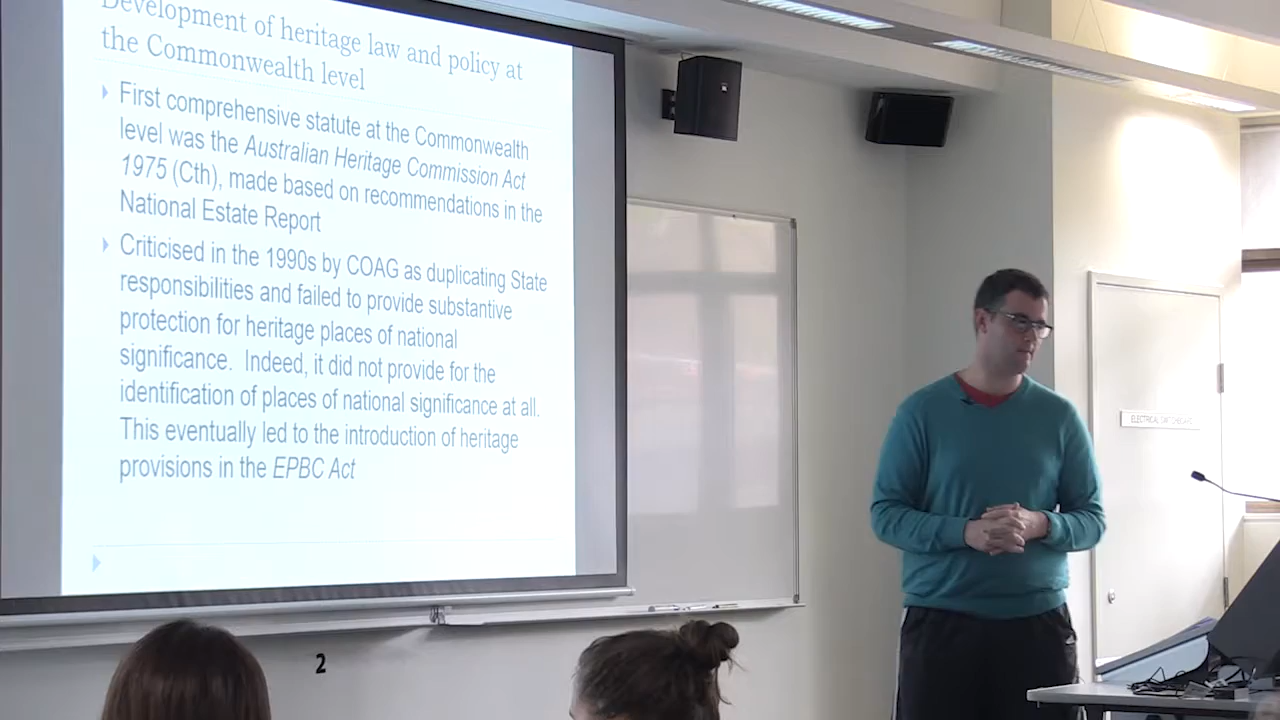 Development of heritage law and policy at
the Commonwealth level
First comprehensive statute at the Commonwealth
level was the Australian Heritage Commission Act
1975 (Cth), made based on recommendations in the
National Estate Report
Criticised in the 1990s by COAG as duplicating State
responsibilities and failed to provide substantive
protection for heritage places of national
significance. Indeed, it did not provide for the
identification of places of national significance at all.
This eventually led to the introduction of heritage
provisions in the EPBC Act
2
ELECTRICAL SWITCHBOARD